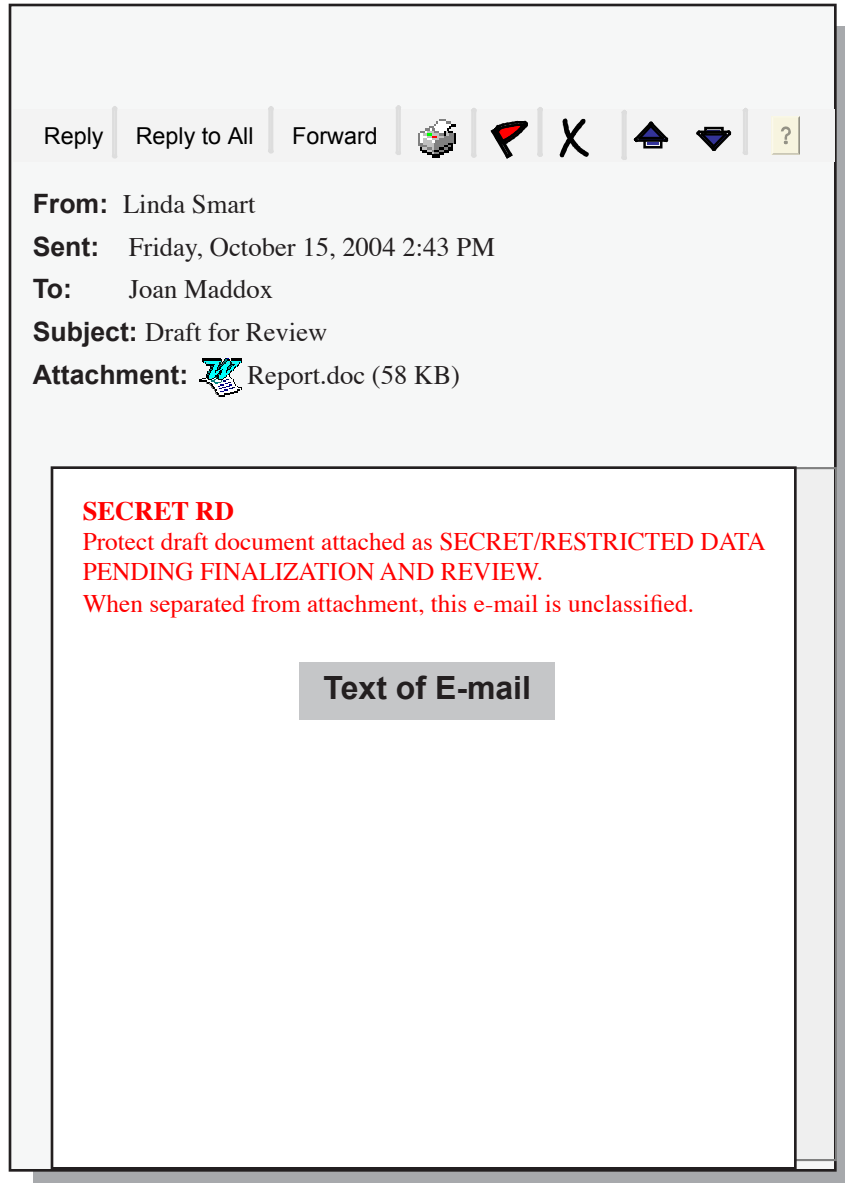 Reply Reply to All Forward ?
From: Linda Smart
Sent: Friday, October 15, 2004 2:43 PM
To: Joan Maddox
Subject: Draft for Review
Attachment: Report.doc (58 KB)
SECRET RD
Protect draft document attached as SECRET/RESTRICTED DATA
PENDING FINALIZATION AND REVIEW.
When separated from attachment, this e-mail is unclassified.
Text of E-mail